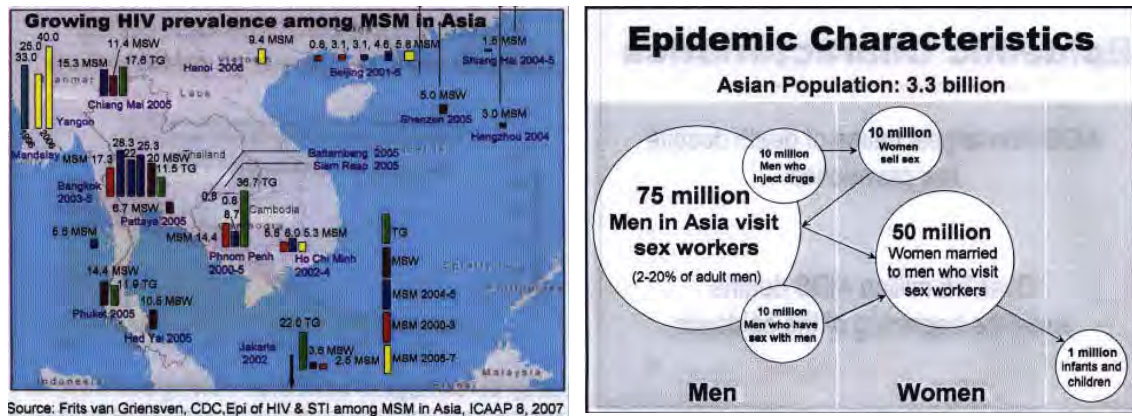 Growing HIV prevalence among MSM in Asia
40.0
25.0
33.0
15.3 MSM
11.4 MSW
17.6 TG
Chiang Mai 2005
9.4 MSM
Hanoi 2006
0.8, 3.1, 3.1, 4.6, 5.8 MSM
Beijing 2001-6
1.5 MSM
Shiang Hai 2004-5
5.0 MSW
Shenzen 2005
3.0 MSM
Hengzhou 2004
Yangon
1996
2006
Mandalay
MSM 17.3
28.3
22
25.3
20 MSW
11.5 TG
Thailand
Bangkok
2003-5
6.7 MSW
Pattaya 2005
Battambang 2005
Siam Reap 2005
0.8
0.8
36.7 TG
Cambodia
8.7
MSM 14.4
Phnom Penh
2000-5
6.0
5.3 MSM
Ho Chi Minh
2002-4
5.6 MSM
14.4 MSW
11.9 TG
Phuket 2005
10.5 MSW
Had Yai 2005
22.0 TG
3.6 MSW
2.5 MSM
Jakarta
2002
TG
MSW
MSM 2004-5
MSM 2000-3
MSM 2006-7
Malaysia
Indonesia
Source: Frits van Griensven, CDC,Epi of HIV & STI among MSM in Asia, ICAAP 8, 2007
Epidemic Characteristics
Asian Population: 3.3 billion
10 million
Men who
inject drugs
10 million
Women
sell sex
75 million
Men in Asia visit
sex workers
(2-20% of adult men)
50 million
Women married
to men who visit
sex workers
10 million
Men who have
sex with men
1 million
infants and
children
Men
Women